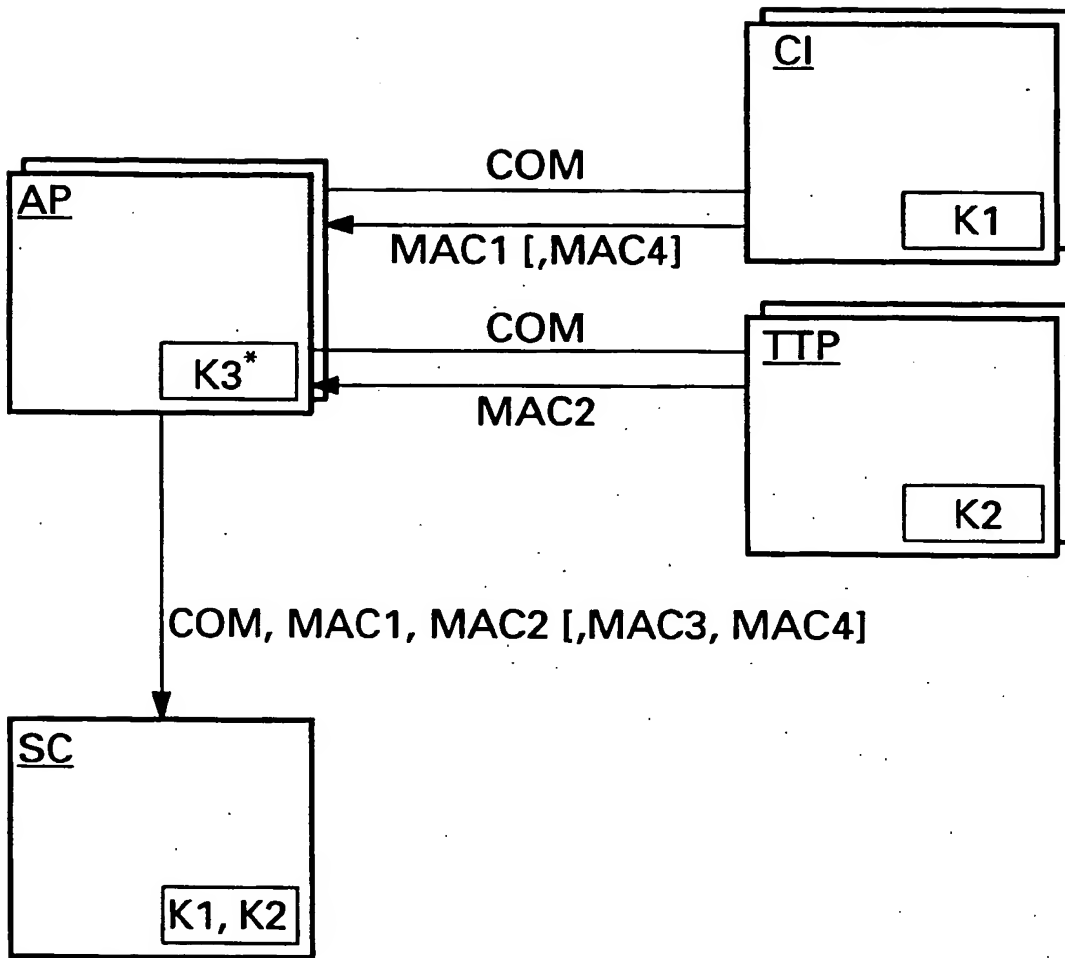 CI
K1
AP
COM
MAC1 [,MAC4]
K3*
COM
MAC2
TTP
K2
COM, MAC1, MAC2 [,MAC3, MAC4]
SC
K1, K2